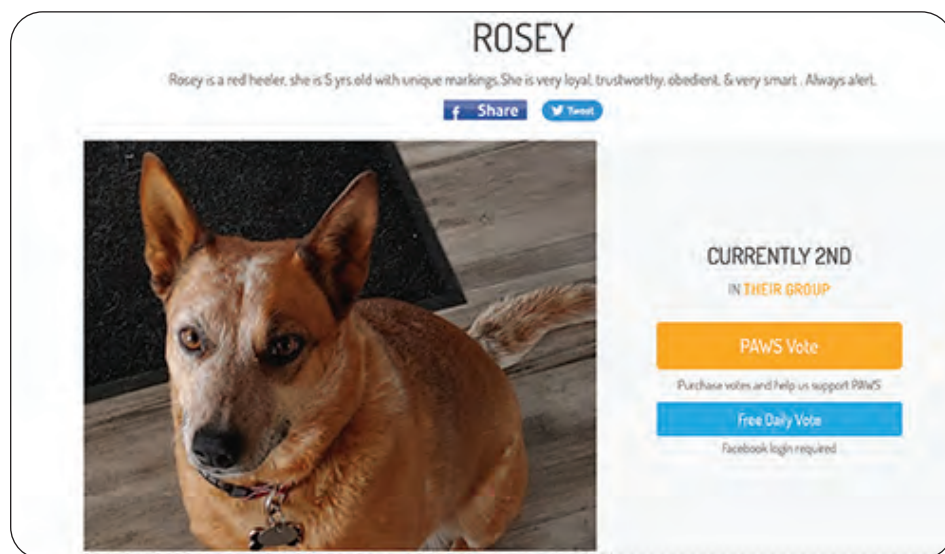 ROSEY
Rosey is a red heeler, she is 5 yrs old with unique markings.She is very loyal, trustworthy, obedient, & very smart . Always alert.
f Share
Tweet
CURRENTLY 2ND
IN THEIR GROUP
PAWS Vote
Purchase votes and help us support PAWS
Free Daily Vote
Facebook login required